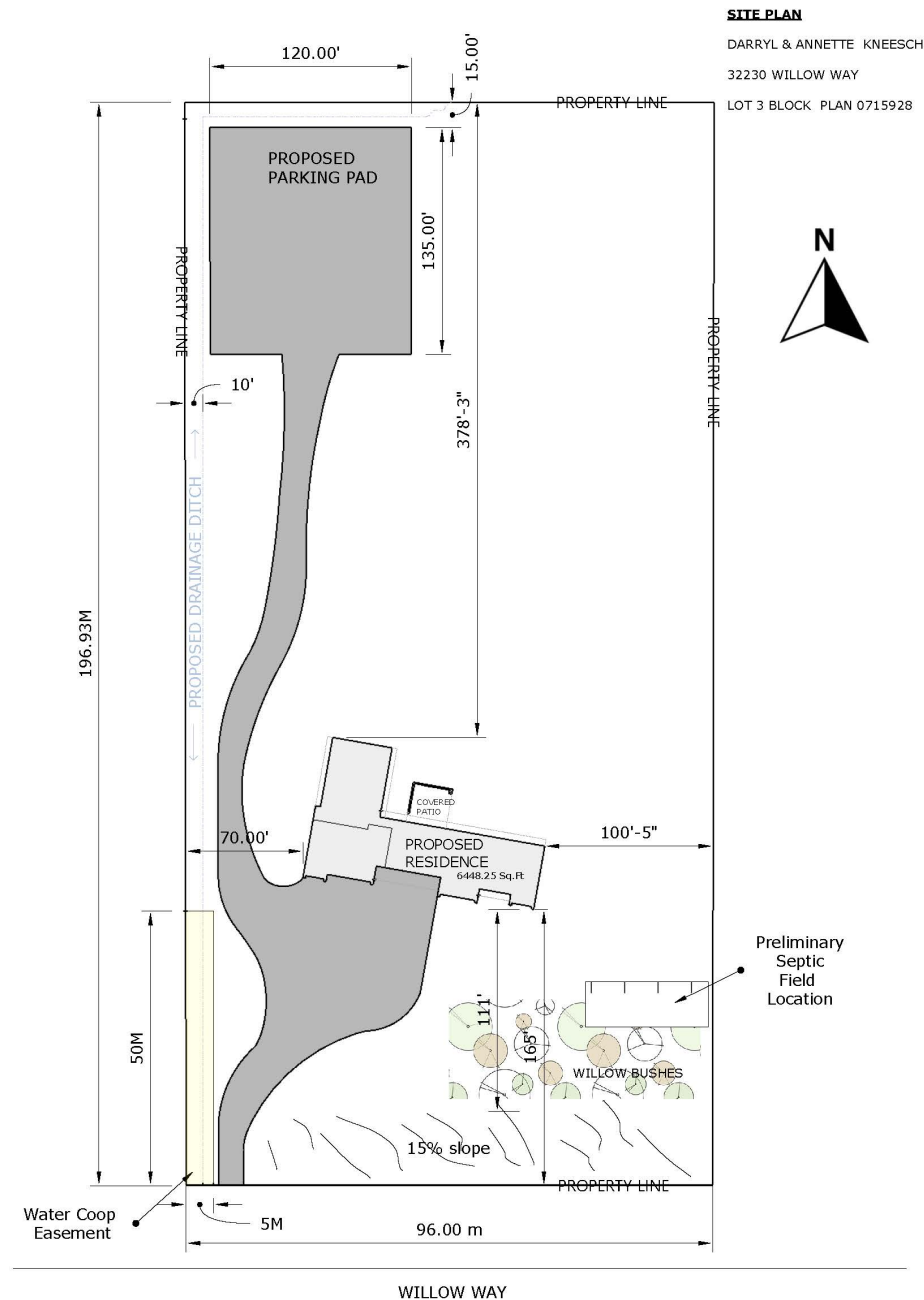 SITE PLAN
DARRYL & ANNETTE KNEESCH
32230 WILLOW WAY
LOT 3 BLOCK PLAN 0715928
120.00'
15.00'
PROPERTY LINE
PROPOSED
PARKING PAD
N
135.00'
PROPERTY LINE
PROPERTY LINE
10'
378'-3"
PROPOSED DRAINAGE DITCH
196.93M
COVERED
PATIO
70.00'
PROPOSED
RESIDENCE
6448.25 Sq.Ft
100'-5"
Preliminary
Septic
Field
Location
111'
165'
50M
WILLOW BUSHES
15% slope
PROPERTY LINE
Water Coop
Easement
5M
96.00 m
WILLOW WAY